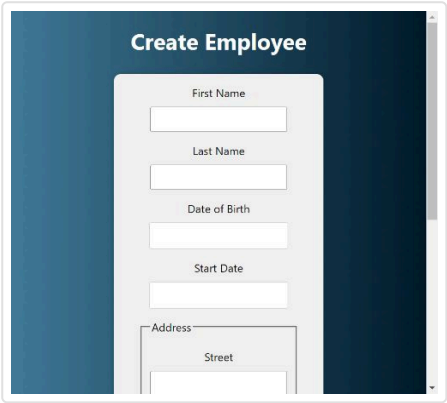 Create Employee
First Name
Last Name
Date of Birth
Start Date
Address
Street